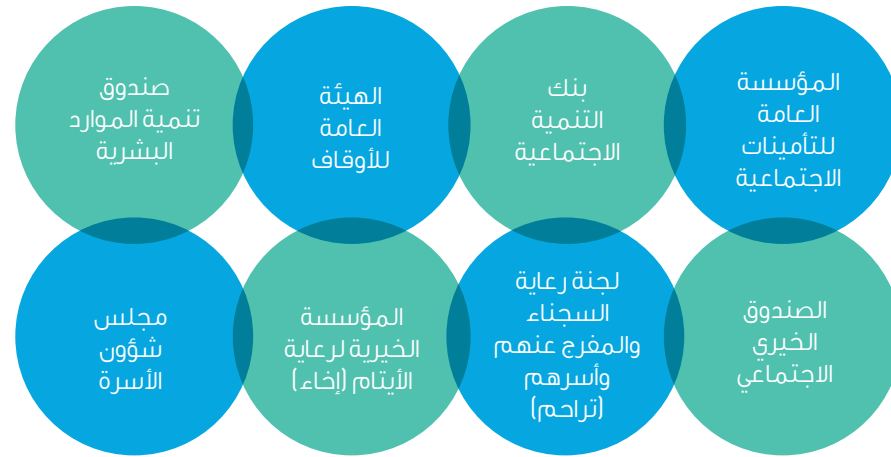 المؤسسة
العامة
للتأمينات
الاجتماعية
بنك
التنمية
الاجتماعية
الهيئة
العامة
للأوقاف
صندوق
تنمية الموارد
البشرية
الصندوق
الخيري
الاجتماعي
لجنة رعاية
السجناء
والمفرج عنهم
وأسرهم
(تراحم)
المؤسسة
الخيرية لرعاية
الأيتام (إخاء)
مجلس
شؤون
الأسرة